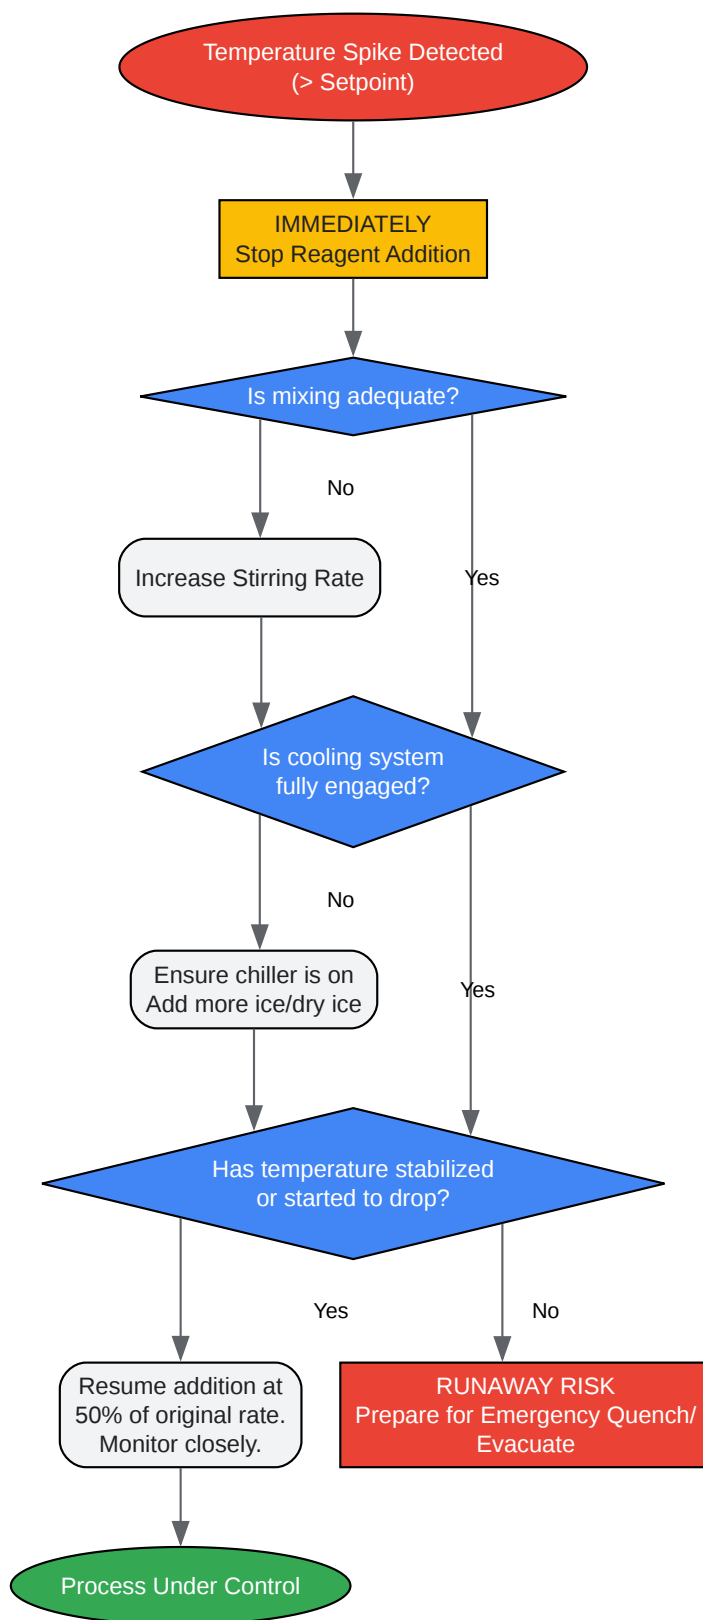 Temperature Spike Detected
(> Setpoint)
IMMEDIATELY
Stop Reagent Addition
Is mixing adequate?
No
Increase Stirring Rate
Yes
Is cooling system
fully engaged?
No
Ensure chiller is on
Add more ice/dry ice
Yes
Has temperature stabilized
or started to drop?
Yes
No
Resume addition at
50% of original rate.
Monitor closely.
RUNAWAY RISK
Prepare for Emergency Quench/
Evacuate
Process Under Control